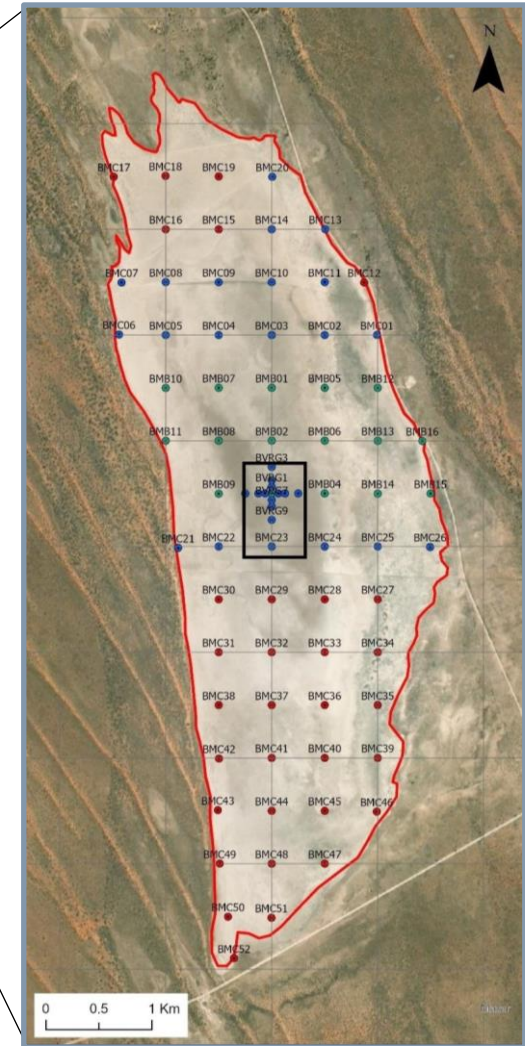 N
BMC17 BMC18 BMC19 BMC20
BMC16 BMC15 BMC14 BMC13
BMC07 BMC08 BMC09 BMC10 BMC11 BMC12
BMC06 BMC05 BMC04 BMC03 BMC02 BMC01
BMB10 BMB07 BMB01 BMB05 BMB12
BMB11 BMB08 BMB02 BMB06 BMB13 BMB16
BVRG3
BVRG1
BMB09 BMB04 BMB14 BMB15
BVRG9
BMC21 BMC22 BMC23 BMC24 BMC25 BMC26
BMC30 BMC29 BMC28 BMC27
BMC31 BMC32 BMC33 BMC34
BMC38 BMC37 BMC36 BMC35
BMC42 BMC41 BMC40 BMC39
BMC43 BMC44 BMC45 BMC46
BMC49 BMC48 BMC47
BMC50 BMC51
BMC52
0 0.5 1 Km